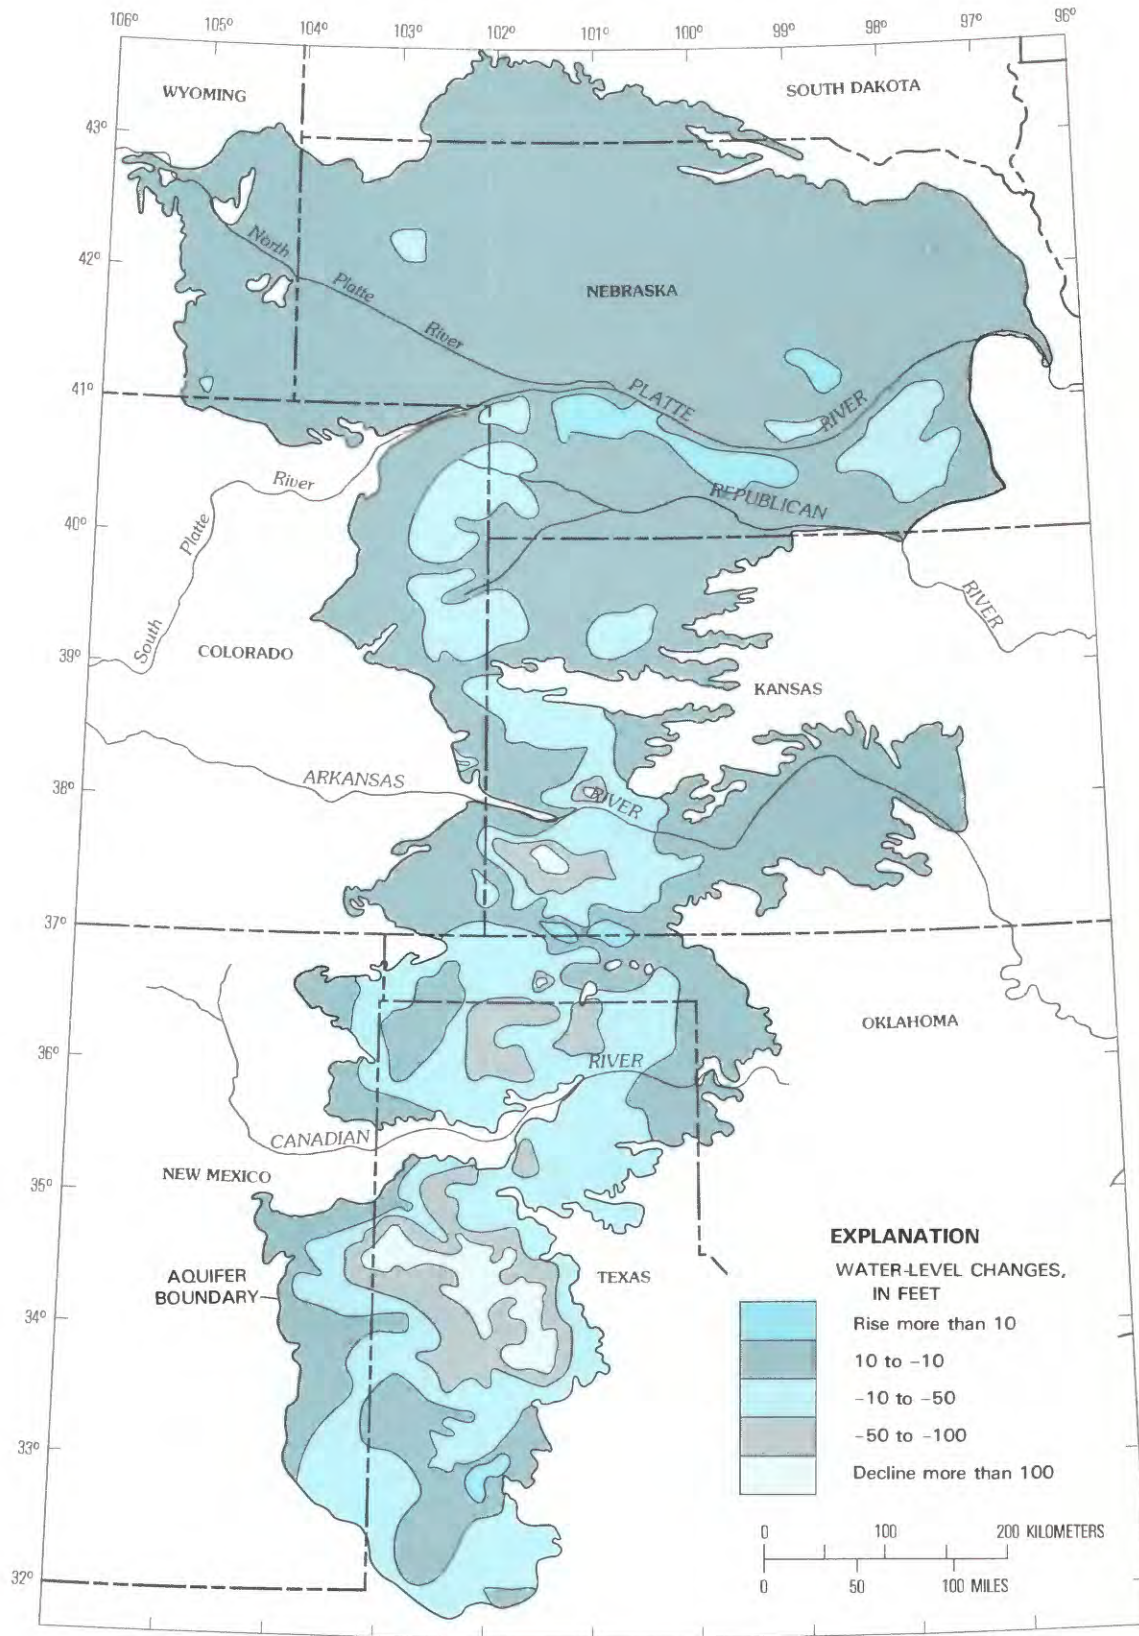 106° 105° 104° 103° 102° 101° 100° 99° 98° 97° 96°
WYOMING
SOUTH DAKOTA
43°
North
Platte
River
42°
NEBRASKA
41°
PLATTE
RIVER
River
REPUBLICAN
40°
Platte
South
RIVER
COLORADO
39°
KANSAS
ARKANSAS
RIVER
38°
37°
OKLAHOMA
36°
RIVER
CANADIAN
NEW MEXICO
35°
EXPLANATION
WATER-LEVEL CHANGES,
IN FEET
AQUIFER
BOUNDARY
TEXAS
34°
Rise more than 10
10 to -10
-10 to -50
-50 to -100
Decline more than 100
33°
0 100 200 KILOMETERS
0 50 100 MILES
32°